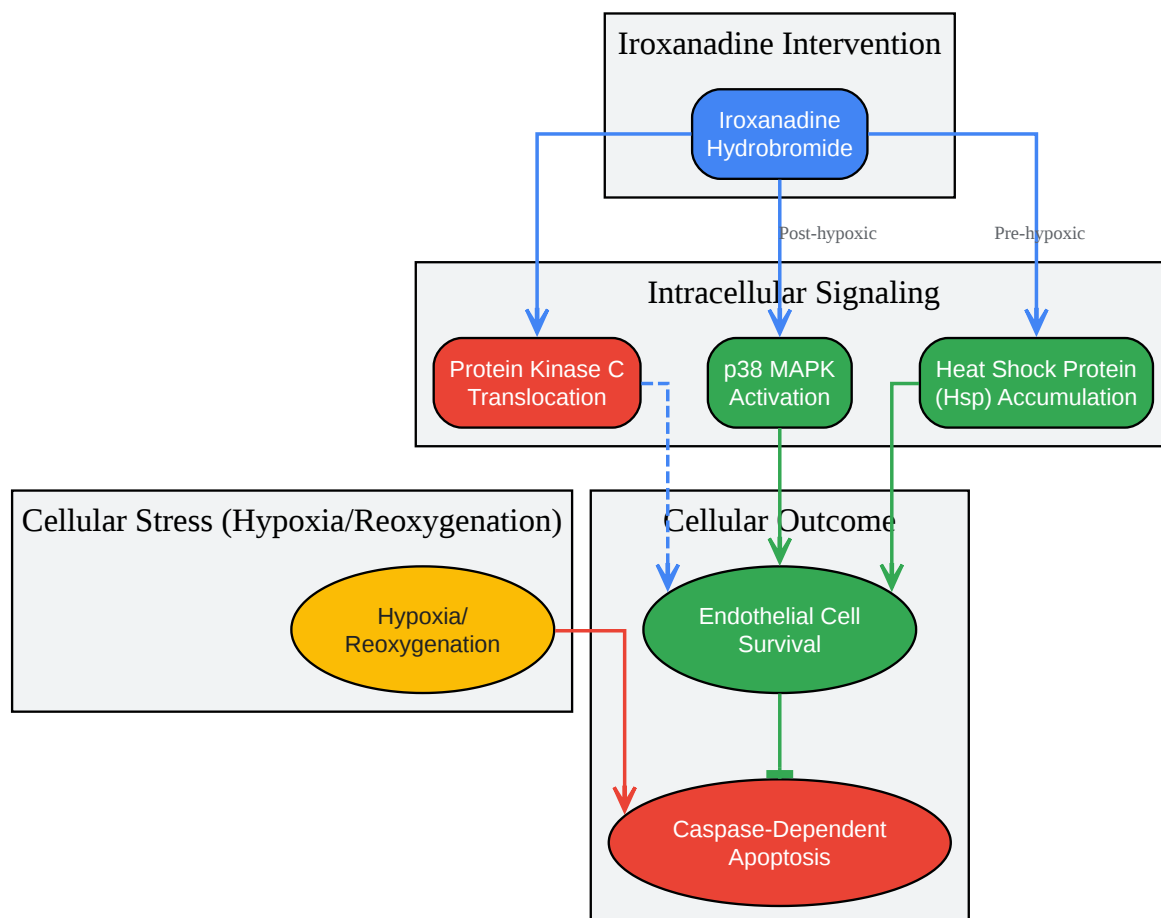 Iroxanadine Intervention
Iroxanadine
Hydrobromide
Post-hypoxic
Pre-hypoxic
Intracellular Signaling
Protein Kinase C
Translocation
p38 MAPK
Activation
Heat Shock Protein
(Hsp) Accumulation
Cellular Stress (Hypoxia/Reoxygenation)
Cellular Outcome
Hypoxia/
Reoxygenation
Endothelial Cell
Survival
Caspase-Dependent
Apoptosis